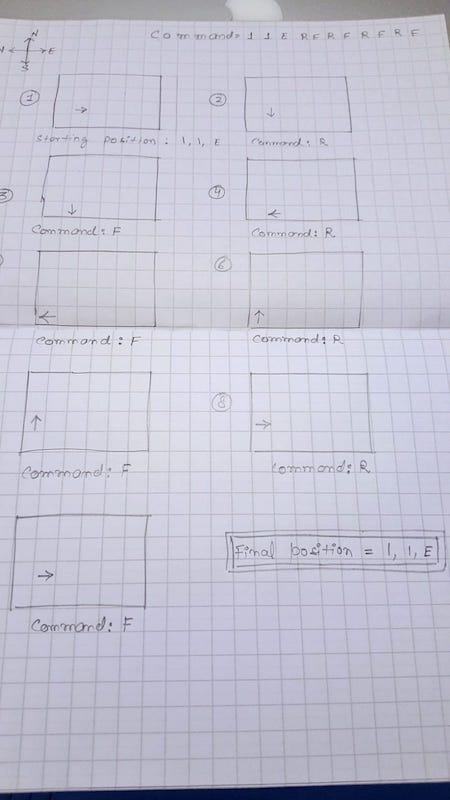 N
Command = 1 1 E R F R F R F R F
E
S
① ②
Starting position : 1, 1, E Command: R
③ ④
Command: F Command: R
⑥
Command: F Command: R
⑧
Command: F Command: R
Final position = 1, 1, E
Command: F